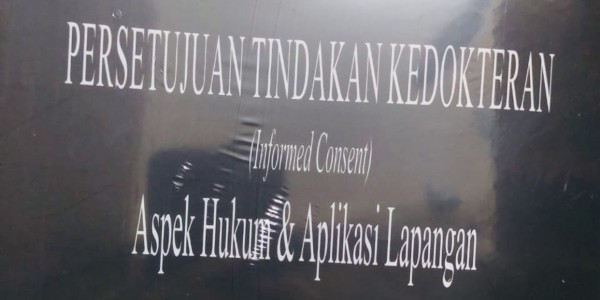 PERSETUJUAN TINDAKAN KEDOKTERAN
(Informed Consent)
Aspek Hukum & Aplikasi Lapangan